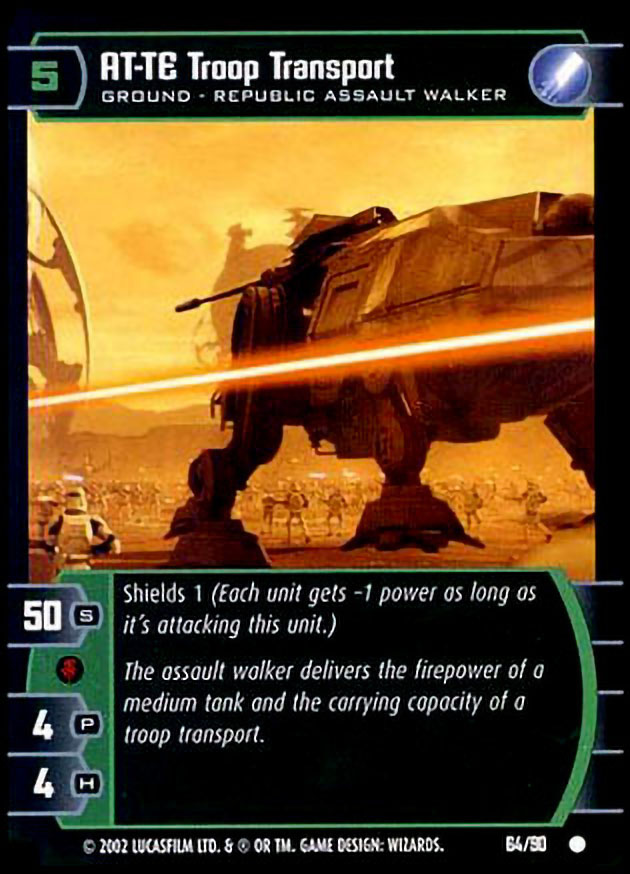 5
AT-TE Troop Transport
GROUND - REPUBLIC ASSAULT WALKER
50 S
Shields 1 (Each unit gets -1 power as long as
it's attacking this unit.)
The assault walker delivers the firepower of a
medium tank and the carrying capacity of a
troop transport.
4 P
4 H
© 2002 LUCASFILM LTD. & ® OR TM. GAME DESIGN: WIZARDS.
64/90